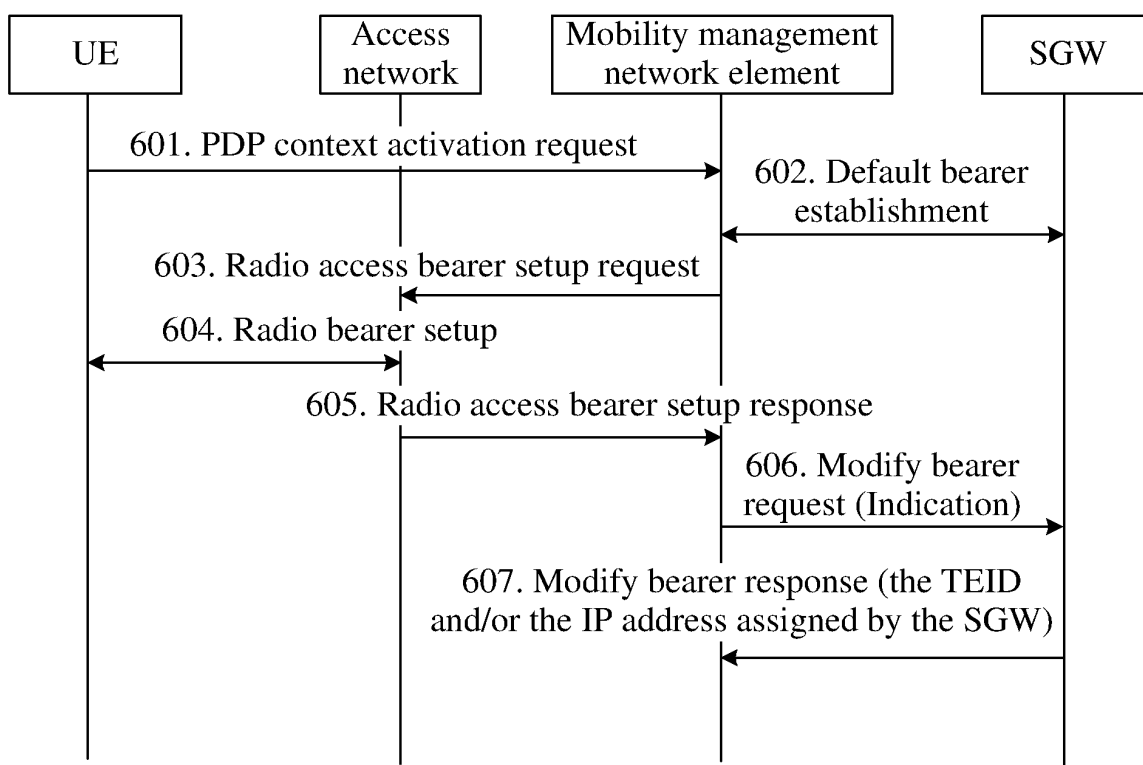 UE
Access
network
Mobility management
network element
SGW
601. PDP context activation request
602. Default bearer
establishment
603. Radio access bearer setup request
604. Radio bearer setup
605. Radio access bearer setup response
606. Modify bearer
request (Indication)
607. Modify bearer response (the TEID
and/or the IP address assigned by the SGW)